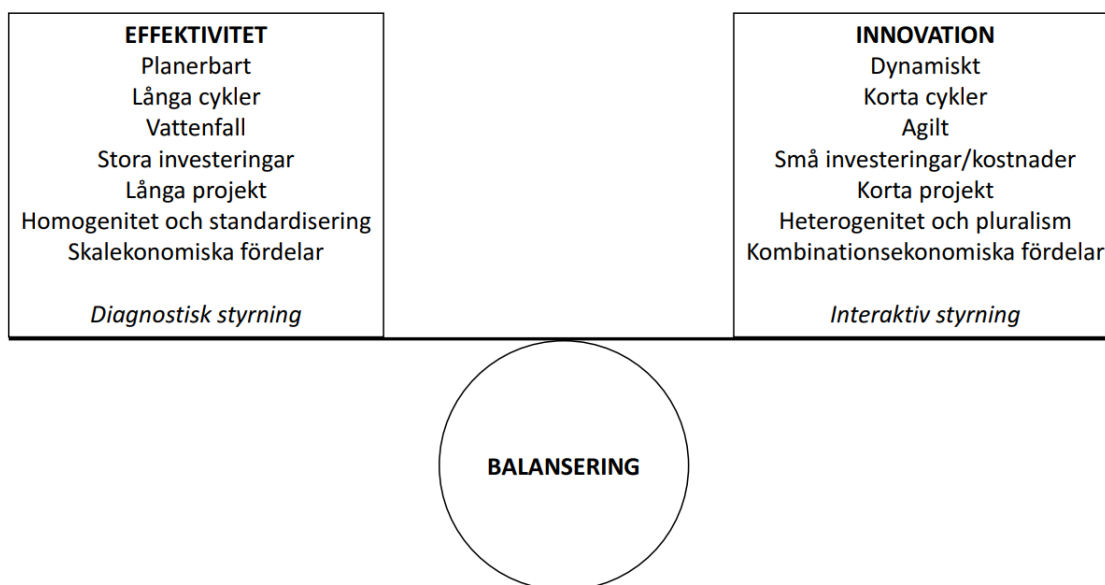 EFFEKTIVITET
Planerbart
Långa cykler
Vattenfall
Stora investeringar
Långa projekt
Homogenitet och standardisering
Skalekonomiska fördelar
Diagnostisk styrning
INNOVATION
Dynamiskt
Korta cykler
Agilt
Små investeringar/kostnader
Korta projekt
Heterogenitet och pluralism
Kombinationsekonomiska fördelar
Interaktiv styrning
BALANSERING